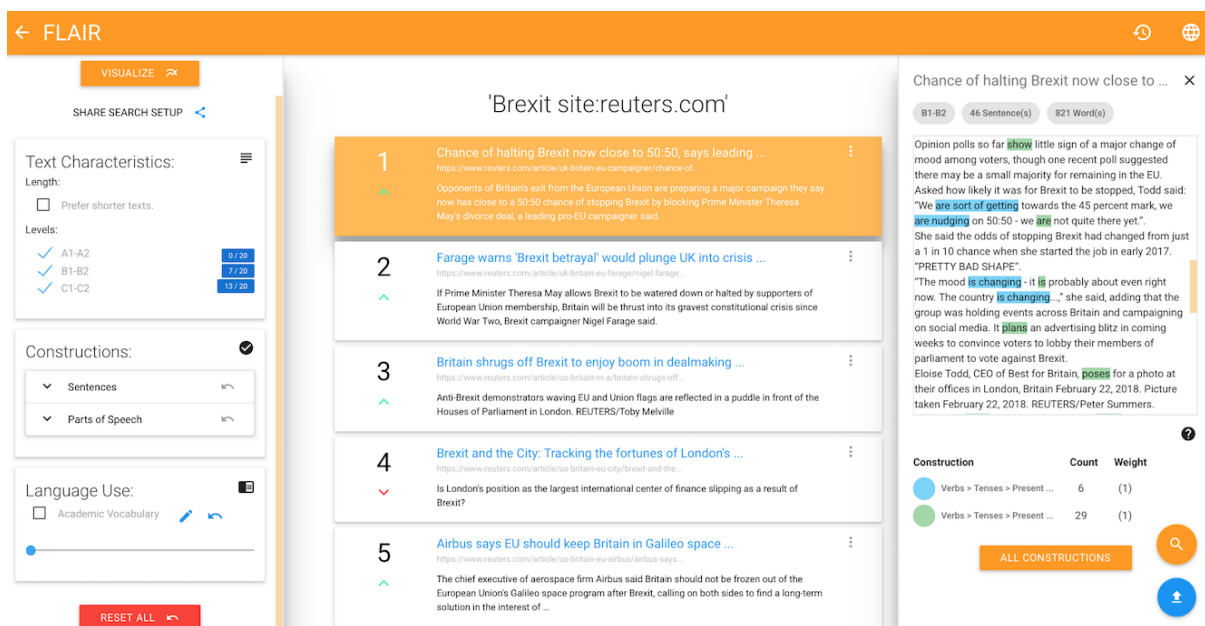 FLAIR
VISUALIZE
SHARE SEARCH SETUP
Text Characteristics:
Length:
Prefer shorter texts.
Levels:
A1-A2
0 / 20
B1-B2
7 / 20
C1-C2
13 / 20
Constructions:
Sentences
Parts of Speech
Language Use:
Academic Vocabulary
RESET ALL
'Brexit site:reuters.com'
1
Chance of halting Brexit now close to 50:50, says leading ...
https://www.reuters.com/article/uk-britain-eu-campaigner/chance-of...
Opponents of Britain's exit from the European Union are preparing a major campaign they say
now has close to a 50:50 chance of stopping Brexit by blocking Prime Minister Theresa
May's divorce deal, a leading pro-EU campaigner said.
2
Farage warns 'Brexit betrayal' would plunge UK into crisis ...
https://www.reuters.com/article/uk-britain-eu-farage/nigel-farage...
If Prime Minister Theresa May allows Brexit to be watered down or halted by supporters of
European Union membership, Britain will be thrust into its gravest constitutional crisis since
World War Two, Brexit campaigner Nigel Farage said.
3
Britain shrugs off Brexit to enjoy boom in dealmaking ...
https://www.reuters.com/article/us-britain-m-a/britain-shrugs-off...
Anti-Brexit demonstrators waving EU and Union flags are reflected in a puddle in front of the
Houses of Parliament in London. REUTERS/Toby Melville
4
Brexit and the City: Tracking the fortunes of London's ...
https://www.reuters.com/article/us-britain-eu-city/brexit-and-the...
Is London's position as the largest international center of finance slipping as a result of
Brexit?
5
Airbus says EU should keep Britain in Galileo space ...
https://www.reuters.com/article/us-britain-eu-airbus/airbus-says...
The chief executive of aerospace firm Airbus said Britain should not be frozen out of the
European Union's Galileo space program after Brexit, calling on both sides to find a long-term
solution in the interest of ...
Chance of halting Brexit now close to ...
B1-B2
46 Sentence(s)
821 Word(s)
Opinion polls so far show little sign of a major change of
mood among voters, though one recent poll suggested
there may be a small majority for remaining in the EU.
Asked how likely it was for Brexit to be stopped, Todd said:
“We are sort of getting towards the 45 percent mark, we
are nudging on 50:50 - we are not quite there yet.”.
She said the odds of stopping Brexit had changed from just
a 1 in 10 chance when she started the job in early 2017.
“PRETTY BAD SHAPE”.
“The mood is changing - it is probably about even right
now. The country is changing...,” she said, adding that the
group was holding events across Britain and campaigning
on social media. It plans an advertising blitz in coming
weeks to convince voters to lobby their members of
parliament to vote against Brexit.
Eloise Todd, CEO of Best for Britain, poses for a photo at
their offices in London, Britain February 22, 2018. Picture
taken February 22, 2018. REUTERS/Peter Summers.
Construction Count Weight
Verbs > Tenses > Present ... 6 (1)
Verbs > Tenses > Present ... 29 (1)
ALL CONSTRUCTIONS